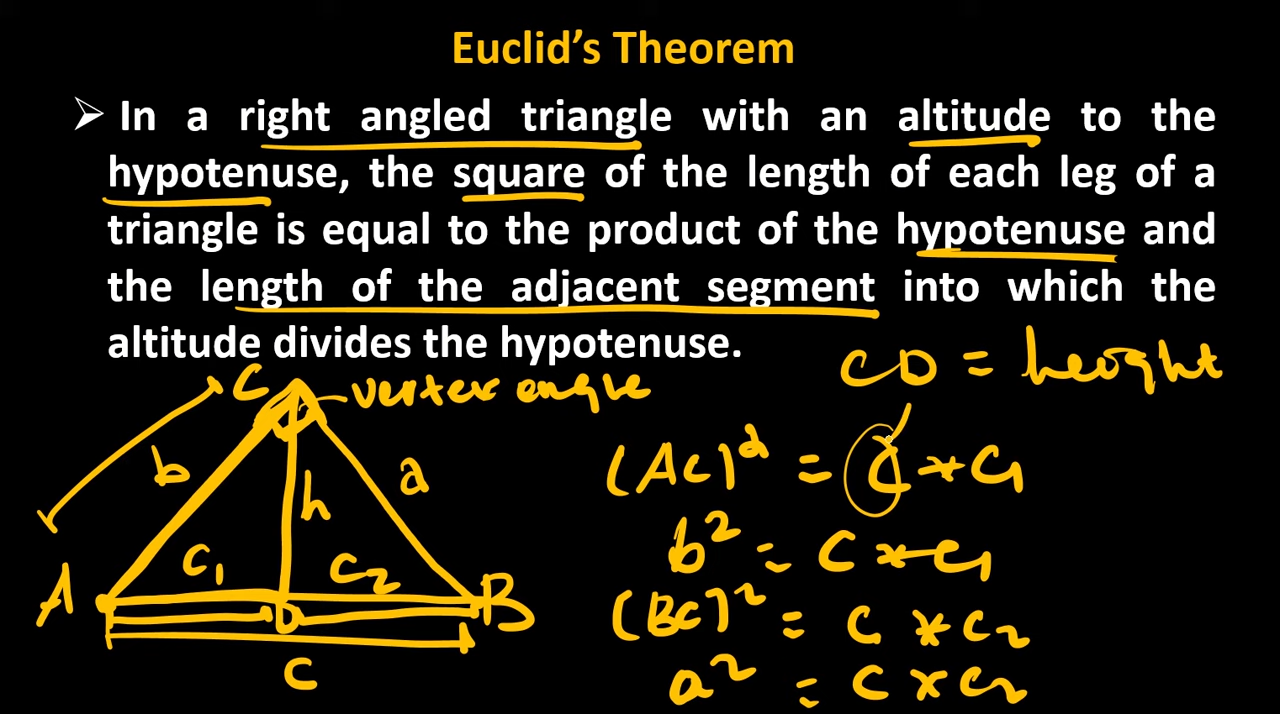 Euclid's Theorem
➢ In a right angled triangle with an altitude to the
hypotenuse, the square of the length of each leg of a
triangle is equal to the product of the hypotenuse and
the length of the adjacent segment into which the
altitude divides the hypotenuse.
CD = height
C vertex angle
(AC)² = C * C₁
b a
h
b² = C * C₁
C₁ C₂
A D B
(BC)² = C * C₂
C
a² = C * C₂